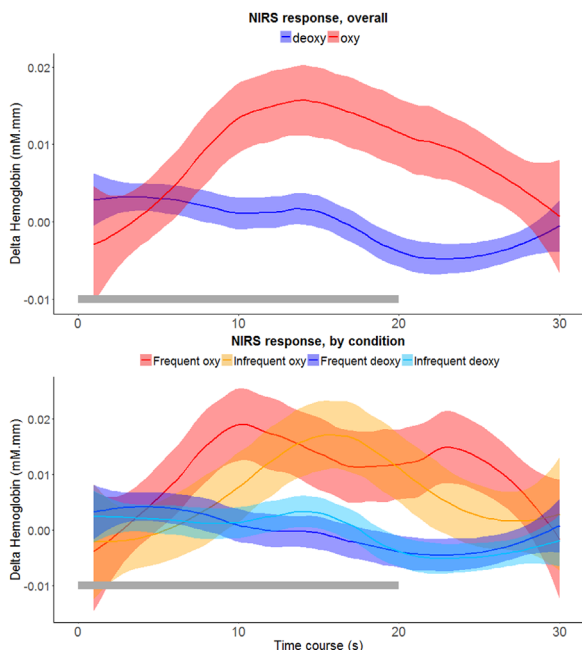 NIRS response, overall
deoxy oxy
Delta Hemoglobin (mM.mm)
0.02
0.01
0.00
-0.01
0 10 20 30
NIRS response, by condition
Frequent oxy Infrequent oxy Frequent deoxy Infrequent deoxy
Delta Hemoglobin (mM.mm)
0.02
0.01
0.00
-0.01
0 10 20 30
Time course (s)